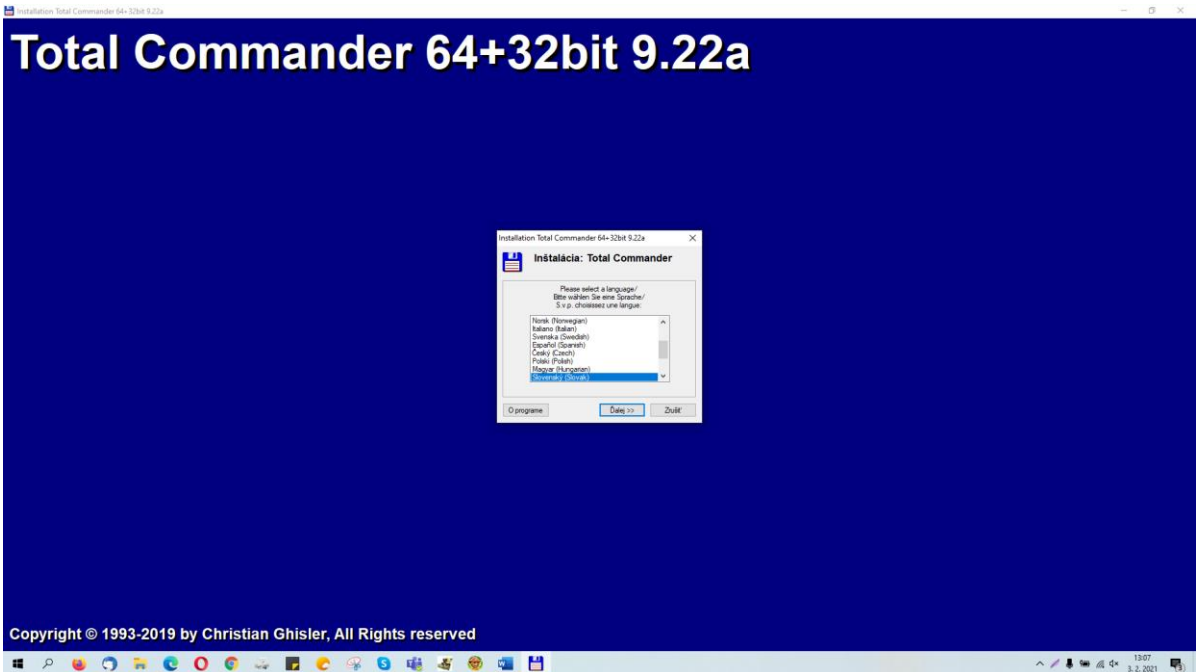 Installation Total Commander 64+32bit 9.22a
Total Commander 64+32bit 9.22a
Installation Total Commander 64+32bit 9.22a
Inštalácia: Total Commander
Please select a language/
Bitte wählen Sie eine Sprache/
S.v.p. choisissez une langue:
Norsk (Norwegian)
Italiano (Italian)
Svenska (Swedish)
Español (Spanish)
Český (Czech)
Polski (Polish)
Magyar (Hungarian)
Slovenský (Slovak)
O programe
Ďalej >>
Zrušiť
Copyright © 1993-2019 by Christian Ghisler, All Rights reserved
13:07
3. 2. 2021